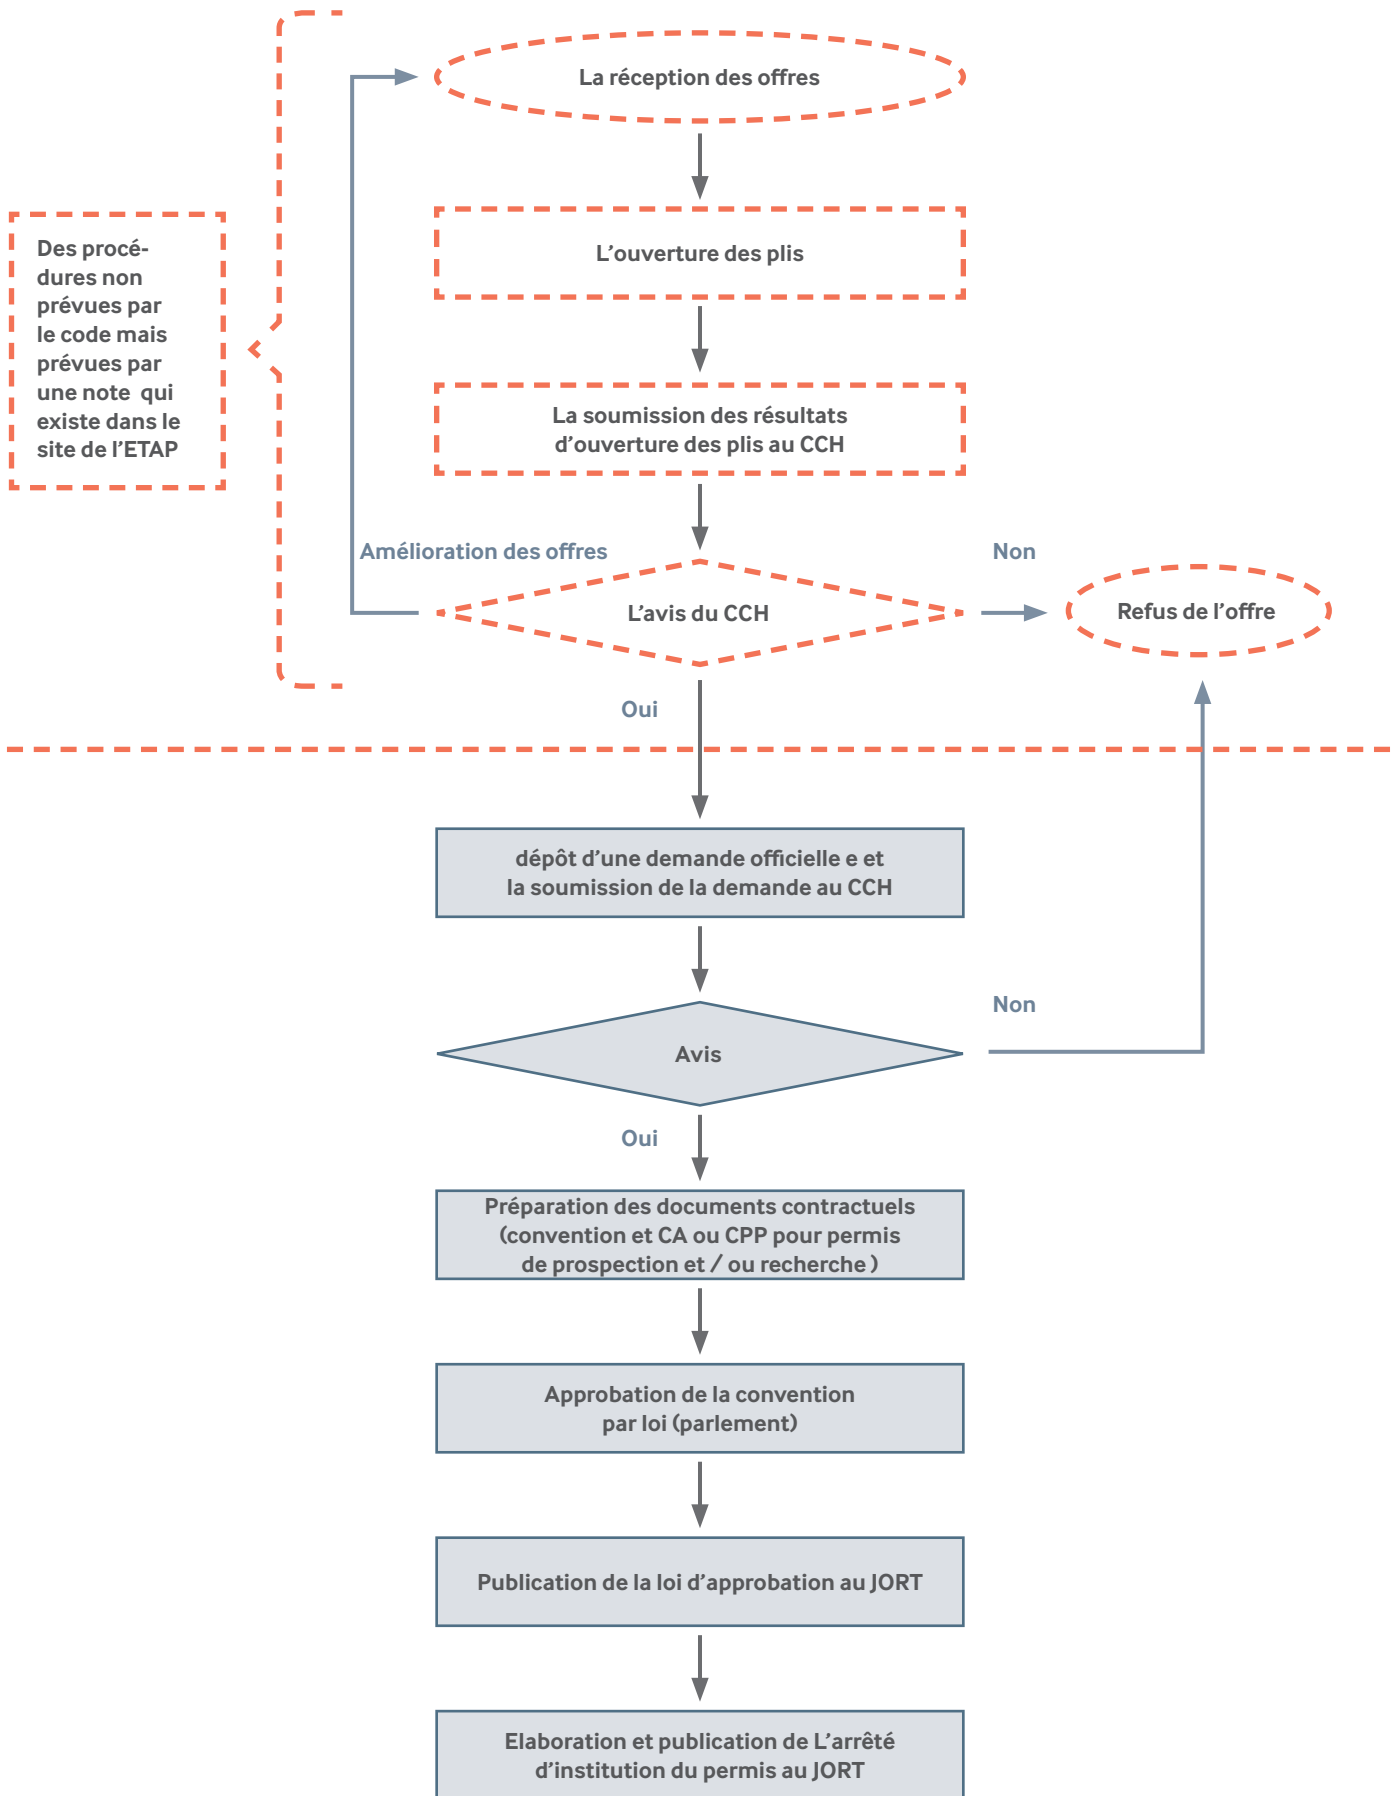 La réception des offres
L'ouverture des plis
Des procé-
dures non
prévues par
le code mais
prévues par
une note qui
existe dans le
site de l'ETAP
La soumission des résultats
d'ouverture des plis au CCH
Amélioration des offres
Non
L'avis du CCH
Refus de l'offre
Oui
dépôt d'une demande officielle e et
la soumission de la demande au CCH
Non
Avis
Oui
Préparation des documents contractuels
(convention et CA ou CPP pour permis
de prospection et / ou recherche )
Approbation de la convention
par loi (parlement)
Publication de la loi d'approbation au JORT
Elaboration et publication de L'arrêté
d'institution du permis au JORT